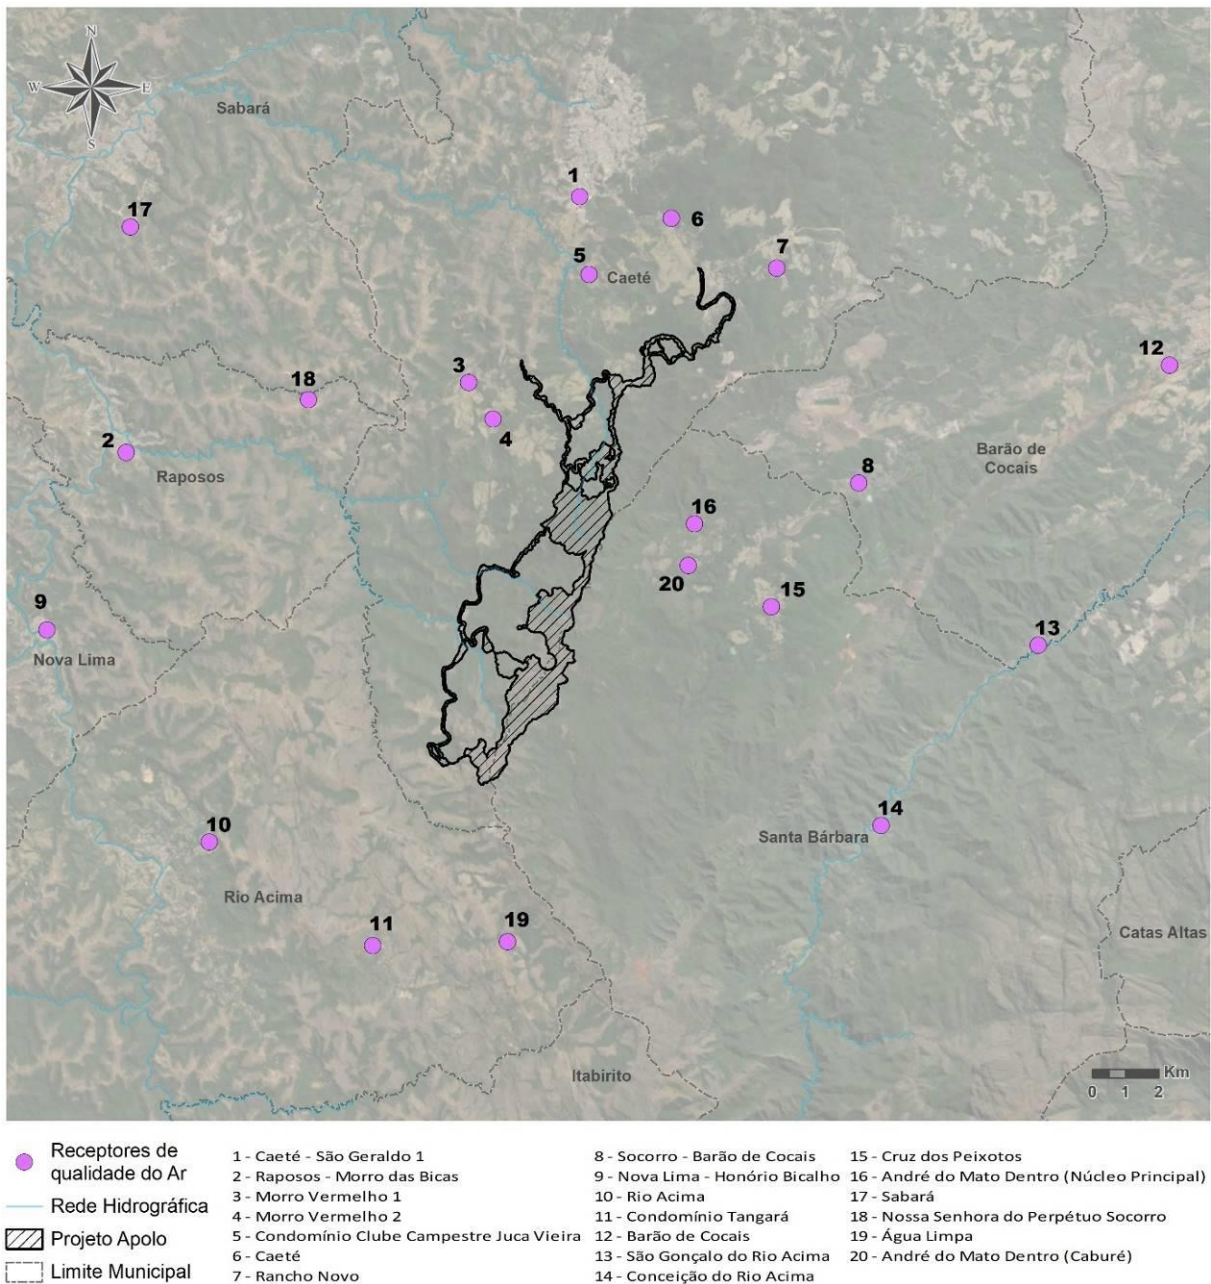 N
W
E
S
Sabará
1
17
6
5
7
Caeté
12
3
18
4
2
Raposos
Barão de
Cocais
8
16
20
15
9
13
Nova Lima
14
10
Santa Bárbara
Rio Acima
19
11
Catas Altas
Itabirito
Km
0 1 2
Receptores de
qualidade do Ar
Rede Hidrográfica
Projeto Apolo
Limite Municipal
1 - Caeté - São Geraldo 1
2 - Raposos - Morro das Bicas
3 - Morro Vermelho 1
4 - Morro Vermelho 2
5 - Condomínio Clube Campestre Juca Vieira
6 - Caeté
7 - Rancho Novo
8 - Socorro - Barão de Cocais
9 - Nova Lima - Honório Bicalho
10 - Rio Acima
11 - Condomínio Tangará
12 - Barão de Cocais
13 - São Gonçalo do Rio Acima
14 - Conceição do Rio Acima
15 - Cruz dos Peixotos
16 - André do Mato Dentro (Núcleo Principal)
17 - Sabará
18 - Nossa Senhora do Perpétuo Socorro
19 - Água Limpa
20 - André do Mato Dentro (Caburé)